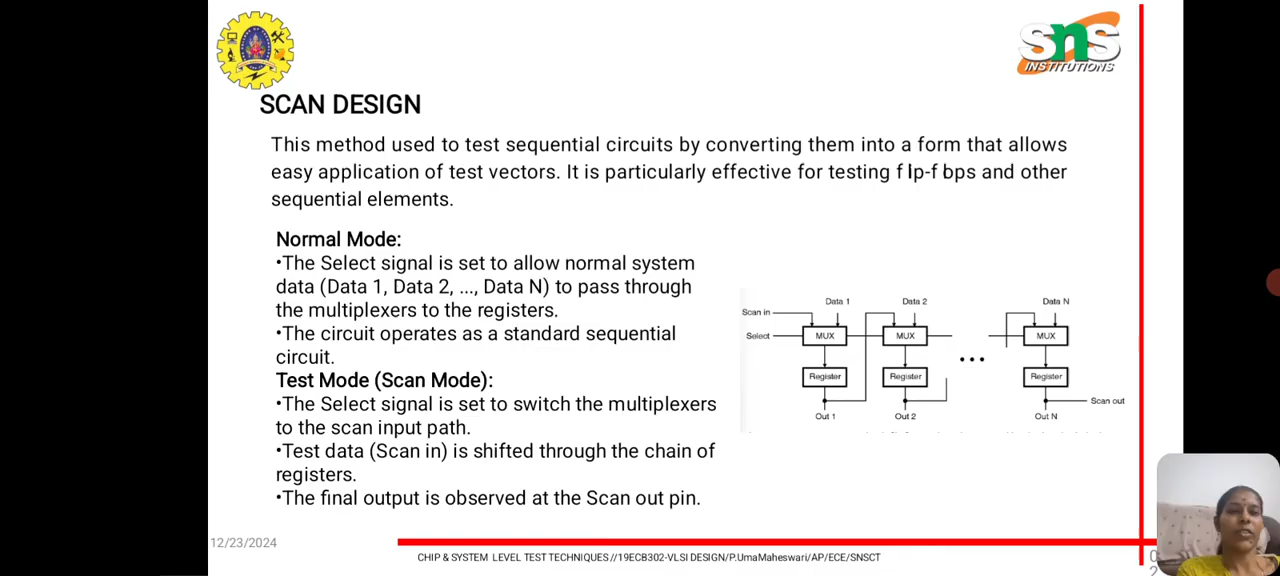 SNS
INSTITUTIONS
SCAN DESIGN
This method used to test sequential circuits by converting them into a form that allows
easy application of test vectors. It is particularly effective for testing f lp-f bps and other
sequential elements.
Normal Mode:
•The Select signal is set to allow normal system
data (Data 1, Data 2, ..., Data N) to pass through
the multiplexers to the registers.
•The circuit operates as a standard sequential
circuit.
Test Mode (Scan Mode):
•The Select signal is set to switch the multiplexers
to the scan input path.
•Test data (Scan in) is shifted through the chain of
registers.
•The final output is observed at the Scan out pin.
Data 1 Data 2 Data N
Scan in
Select MUX MUX MUX
Register Register Register
Scan out
Out 1 Out 2 Out N
12/23/2024
CHIP & SYSTEM LEVEL TEST TECHNIQUES//19ECB302-VLSI DESIGN/P.UmaMaheswari/AP/ECE/SNSCT
02